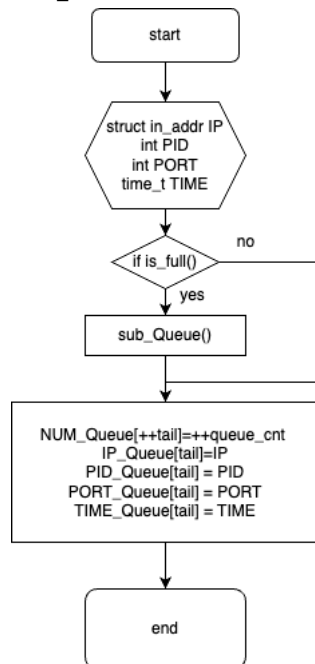 start
struct in_addr IP
int PID
int PORT
time_t TIME
if is_full()
no
yes
sub_Queue()
NUM_Queue[++tail]=++queue_cnt
IP_Queue[tail]=IP
PID_Queue[tail] = PID
PORT_Queue[tail] = PORT
TIME_Queue[tail] = TIME
end